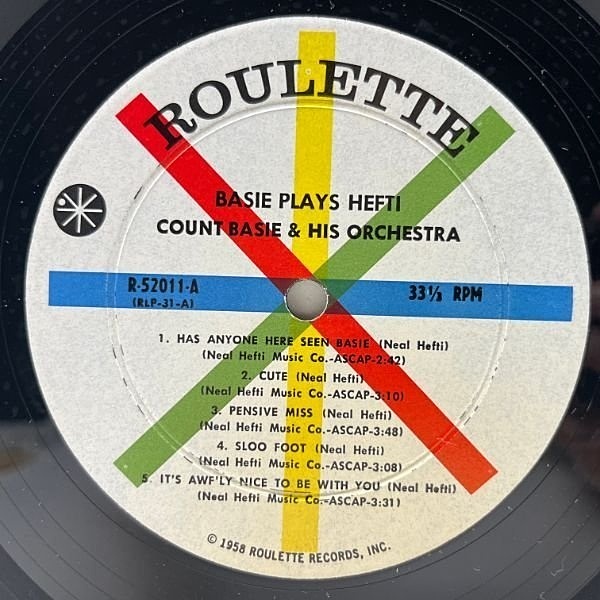 ROULETTE
BASIE PLAYS HEFTI
COUNT BASIE & HIS ORCHESTRA
R-52011-A
(RLP-31-A)
33⅓ RPM
1. HAS ANYONE HERE SEEN BASIE (Neal Hefti)
(Neal Hefti Music Co.-ASCAP-2:42)
2. CUTE (Neal Hefti)
(Neal Hefti Music Co.-ASCAP-3:10)
3. PENSIVE MISS (Neal Hefti)
(Neal Hefti Music Co.-ASCAP-3:48)
4. SLOO FOOT (Neal Hefti)
(Neal Hefti Music Co.-ASCAP-3:08)
5. IT'S AWF'LY NICE TO BE WITH YOU (Neal Hefti)
(Neal Hefti Music Co.-ASCAP-3:31)
© 1958 ROULETTE RECORDS, INC.